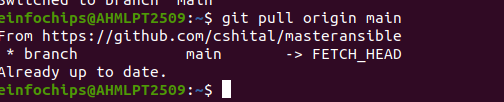 Switched to branch 'main'
einfochips@AHMLPT2509:~$ git pull origin main
From https://github.com/cshital/masteransible
 * branch            main       -> FETCH_HEAD
Already up to date.
einfochips@AHMLPT2509:~$